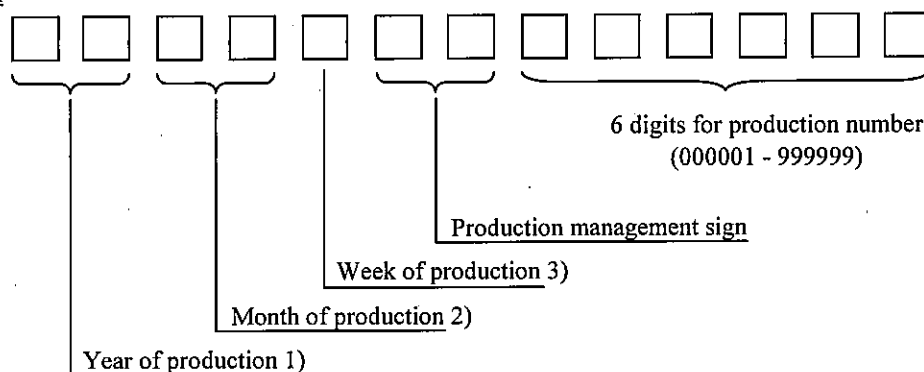 6 digits for production number
(000001 - 999999)
Production management sign
Week of production 3)
Month of production 2)
Year of production 1)